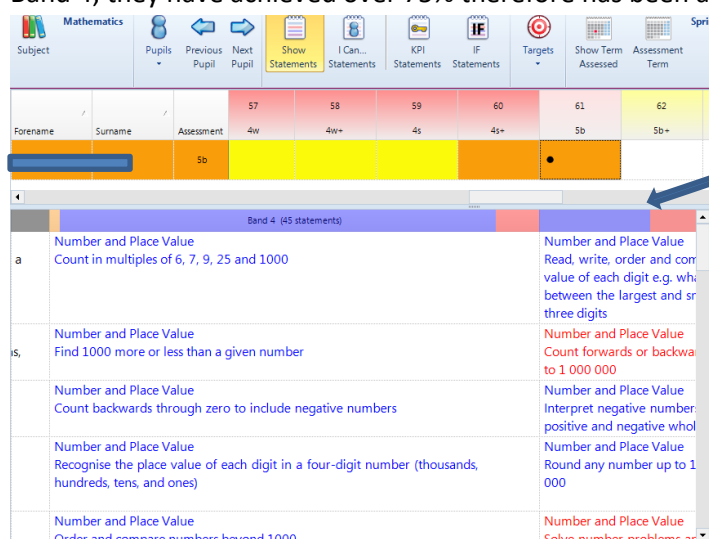 Band 4, they have achieved over 75% therefore has been a
Mathematics
Spri
Subject
Pupils
Previous Pupil
Next Pupil
Show Statements
I Can... Statements
KPI Statements
IF
IF Statements
Targets
Show Term Assessed
Assessment Term
57 58 59 60 61 62
Forename Surname Assessment 4w 4w+ 4s 4s+ 5b 5b+
5b
Band 4 (45 statements)
Number and Place Value
a Count in multiples of 6, 7, 9, 25 and 1000
Number and Place Value
Read, write, order and com
value of each digit e.g. wha
between the largest and sm
three digits
Number and Place Value
s, Find 1000 more or less than a given number
Number and Place Value
Count forwards or backwa
to 1 000 000
Number and Place Value
Count backwards through zero to include negative numbers
Number and Place Value
Interpret negative number
positive and negative whol
Number and Place Value
Recognise the place value of each digit in a four-digit number (thousands,
hundreds, tens, and ones)
Number and Place Value
Round any number up to 1
000
Number and Place Value
Order and compare numbers beyond 1000
Number and Place Value
Solve number problems an